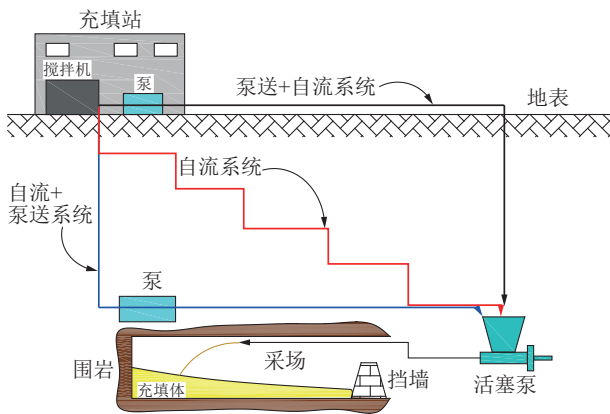 充填站
搅拌机
泵
泵送+自流系统
地表
自流系统
自流+
泵送系统
泵
围岩
采场
挡墙
充填体
活塞泵